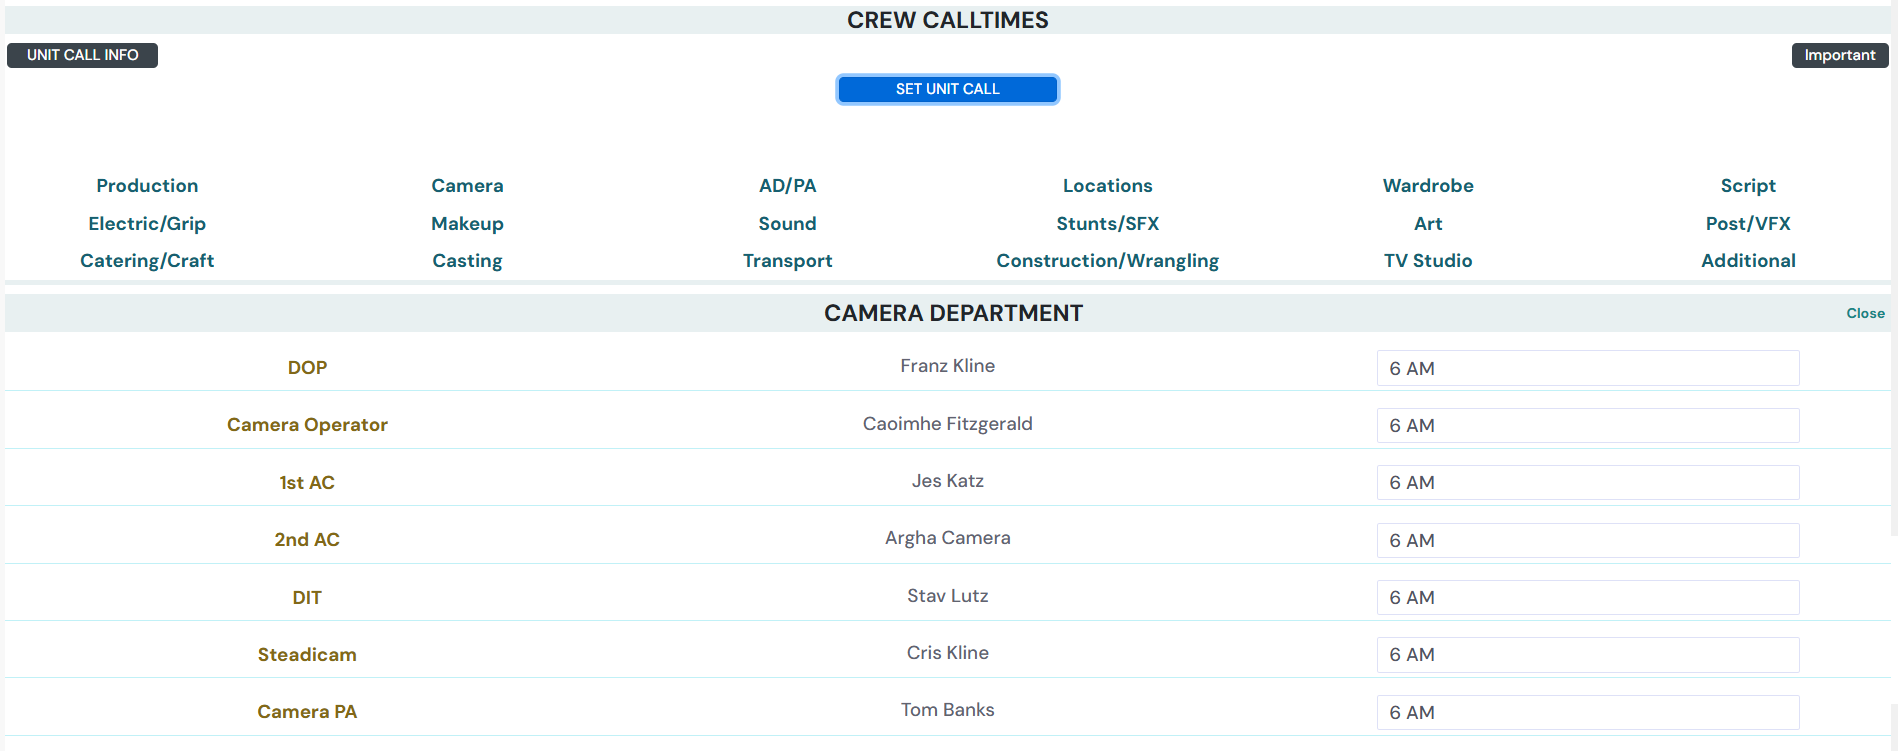 CREW CALLTIMES
UNIT CALL INFO Important
SET UNIT CALL
Production Camera AD/PA Locations Wardrobe Script
Electric/Grip Makeup Sound Stunts/SFX Art Post/VFX
Catering/Craft Casting Transport Construction/Wrangling TV Studio Additional
CAMERA DEPARTMENT Close
DOP Franz Kline 6 AM
Camera Operator Caoimhe Fitzgerald 6 AM
1st AC Jes Katz 6 AM
2nd AC Argha Camera 6 AM
DIT Stav Lutz 6 AM
Steadicam Cris Kline 6 AM
Camera PA Tom Banks 6 AM